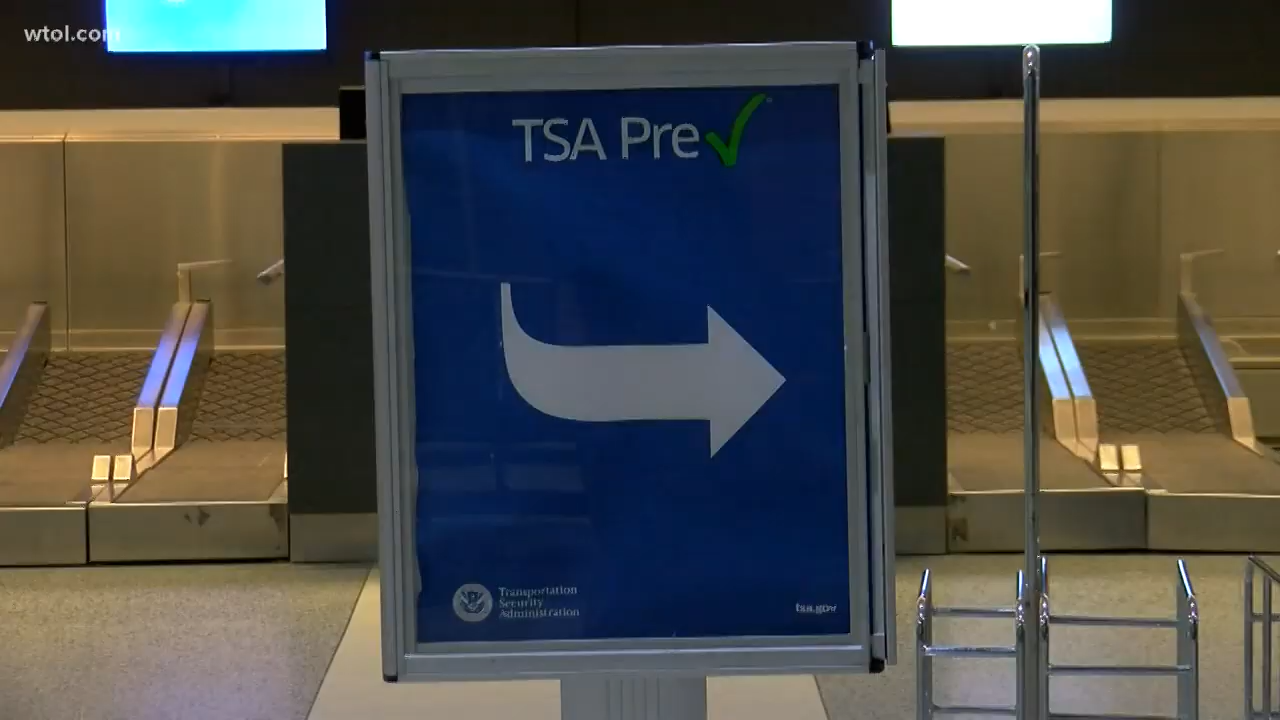 wtol.com
TSA Pre✓®
Transportation
Security
Administration
tsa.gov